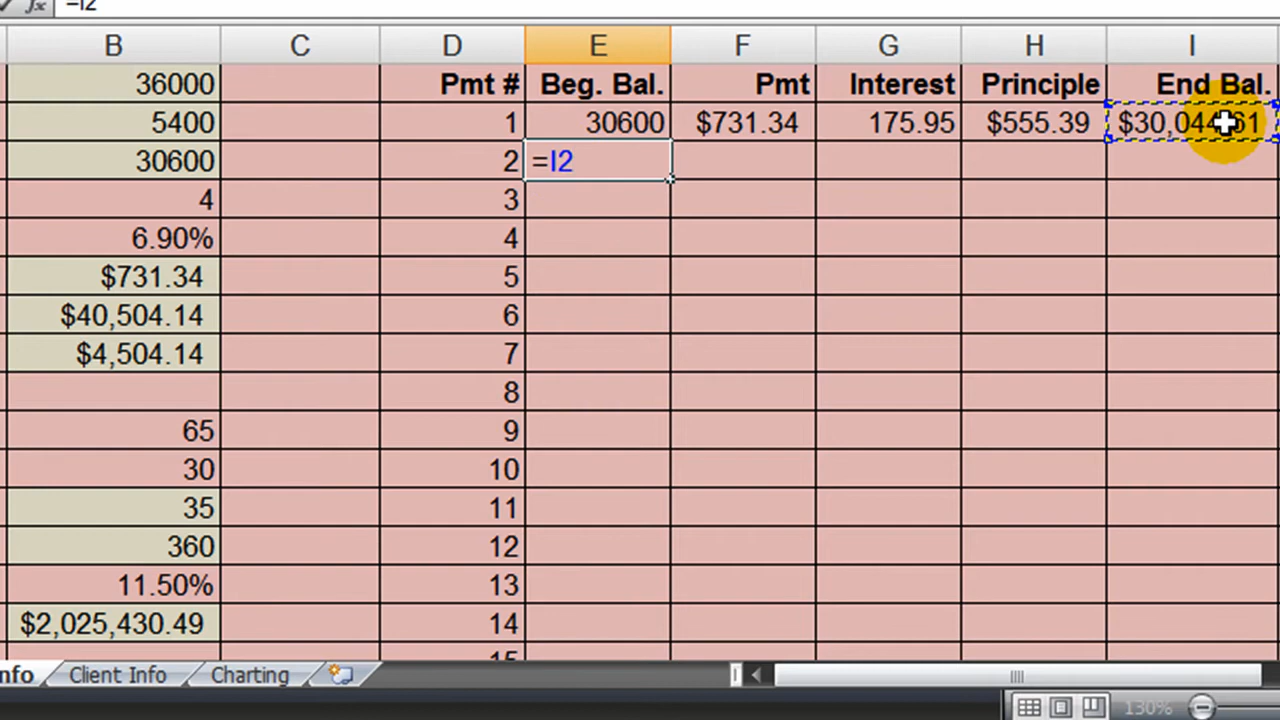 =I2
B C D E F G H I
36000 Pmt # Beg. Bal. Pmt Interest Principle End Bal.
5400 1 30600 $731.34 175.95 $555.39 $30,044.61
30600 2 =I2
4 3
6.90% 4
$731.34 5
$40,504.14 6
$4,504.14 7
8
65 9
30 10
35 11
360 12
11.50% 13
$2,025,430.49 14
15
nfo Client Info Charting
130%